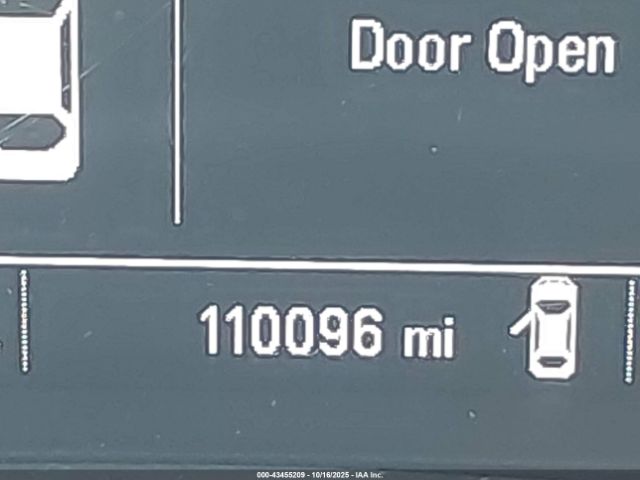 Door Open
110096 mi
000-43455209 - 10/16/2025 - IAA Inc.